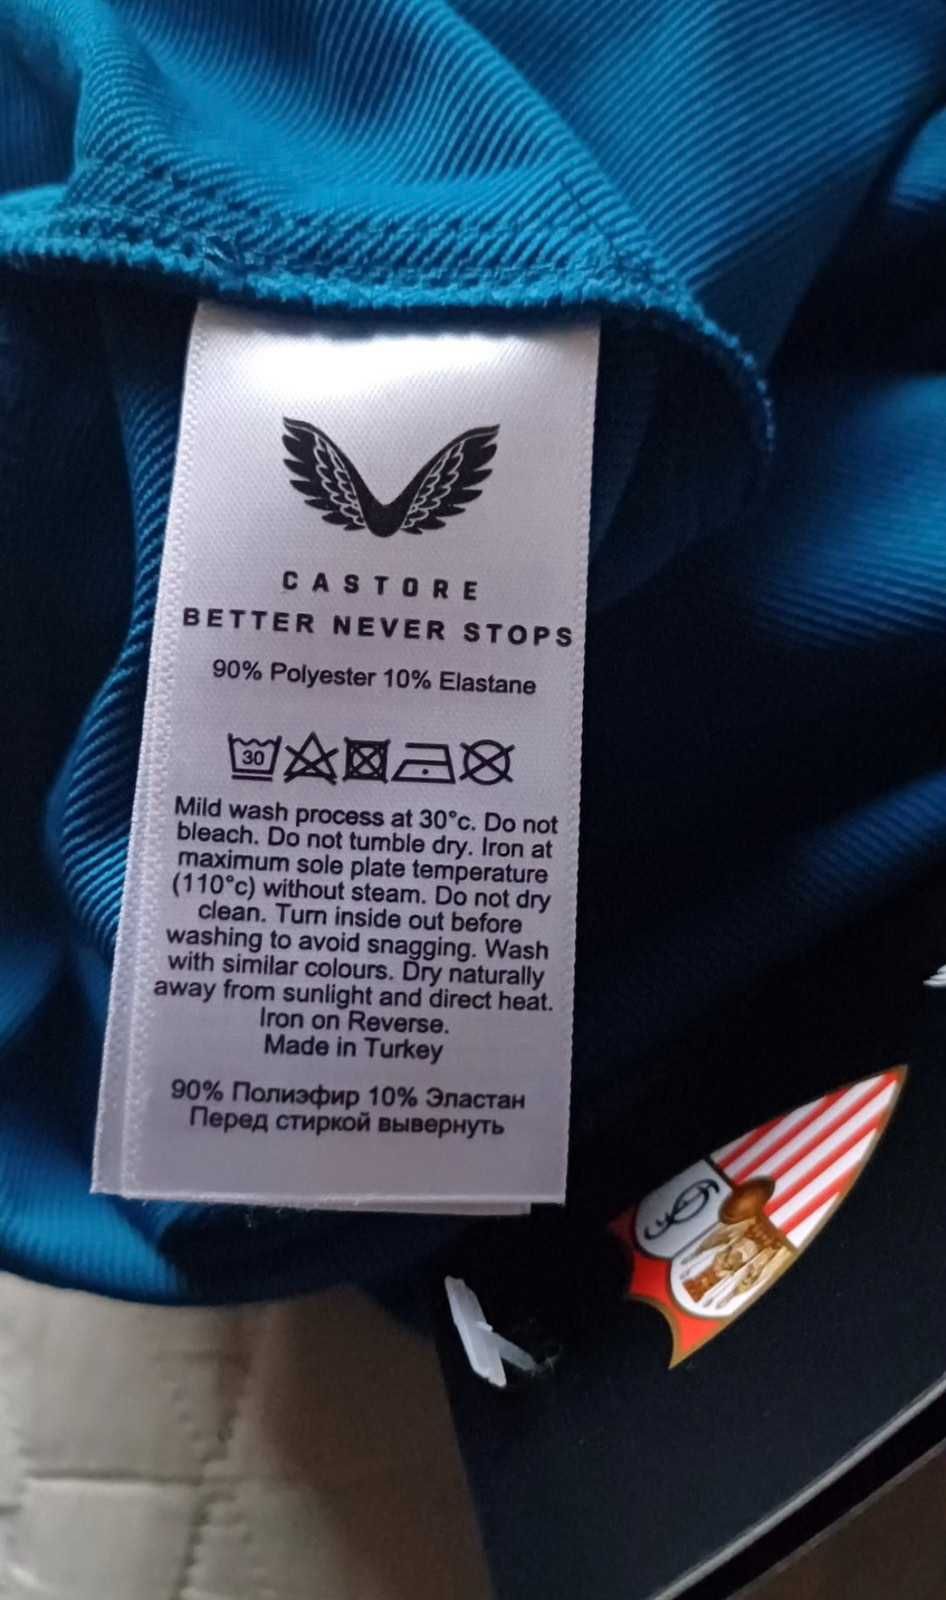 CASTORE
BETTER NEVER STOPS
90% Polyester 10% Elastane
30
Mild wash process at 30°c. Do not
bleach. Do not tumble dry. Iron at
maximum sole plate temperature
(110°c) without steam. Do not dry
clean. Turn inside out before
washing to avoid snagging. Wash
with similar colours. Dry naturally
away from sunlight and direct heat.
Iron on Reverse.
Made in Turkey
90% Полиэфир 10% Эластан
Перед стиркой вывернуть